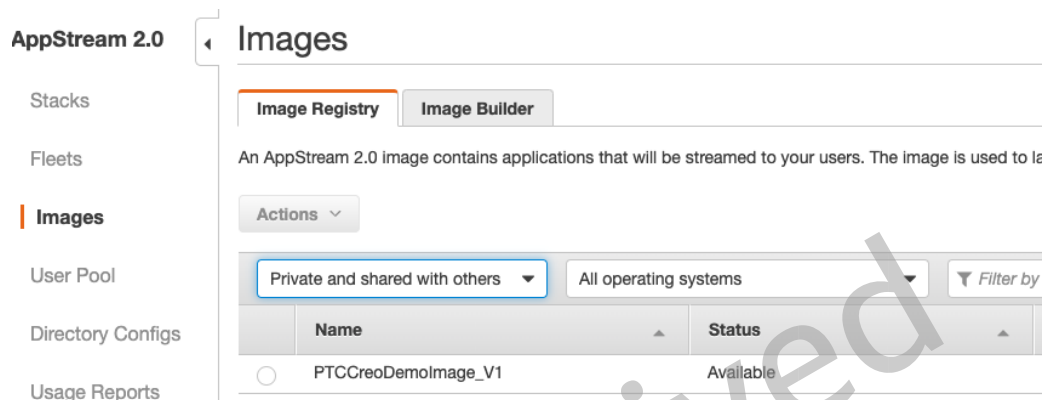 AppStream 2.0
Images
Stacks
Image Registry
Image Builder
Fleets
An AppStream 2.0 image contains applications that will be streamed to your users. The image is used to
Images
Actions
User Pool
Private and shared with others
All operating systems
Filter by
Directory Configs
Name
Status
PTCCreoDemoImage_V1
Available
Usage Reports